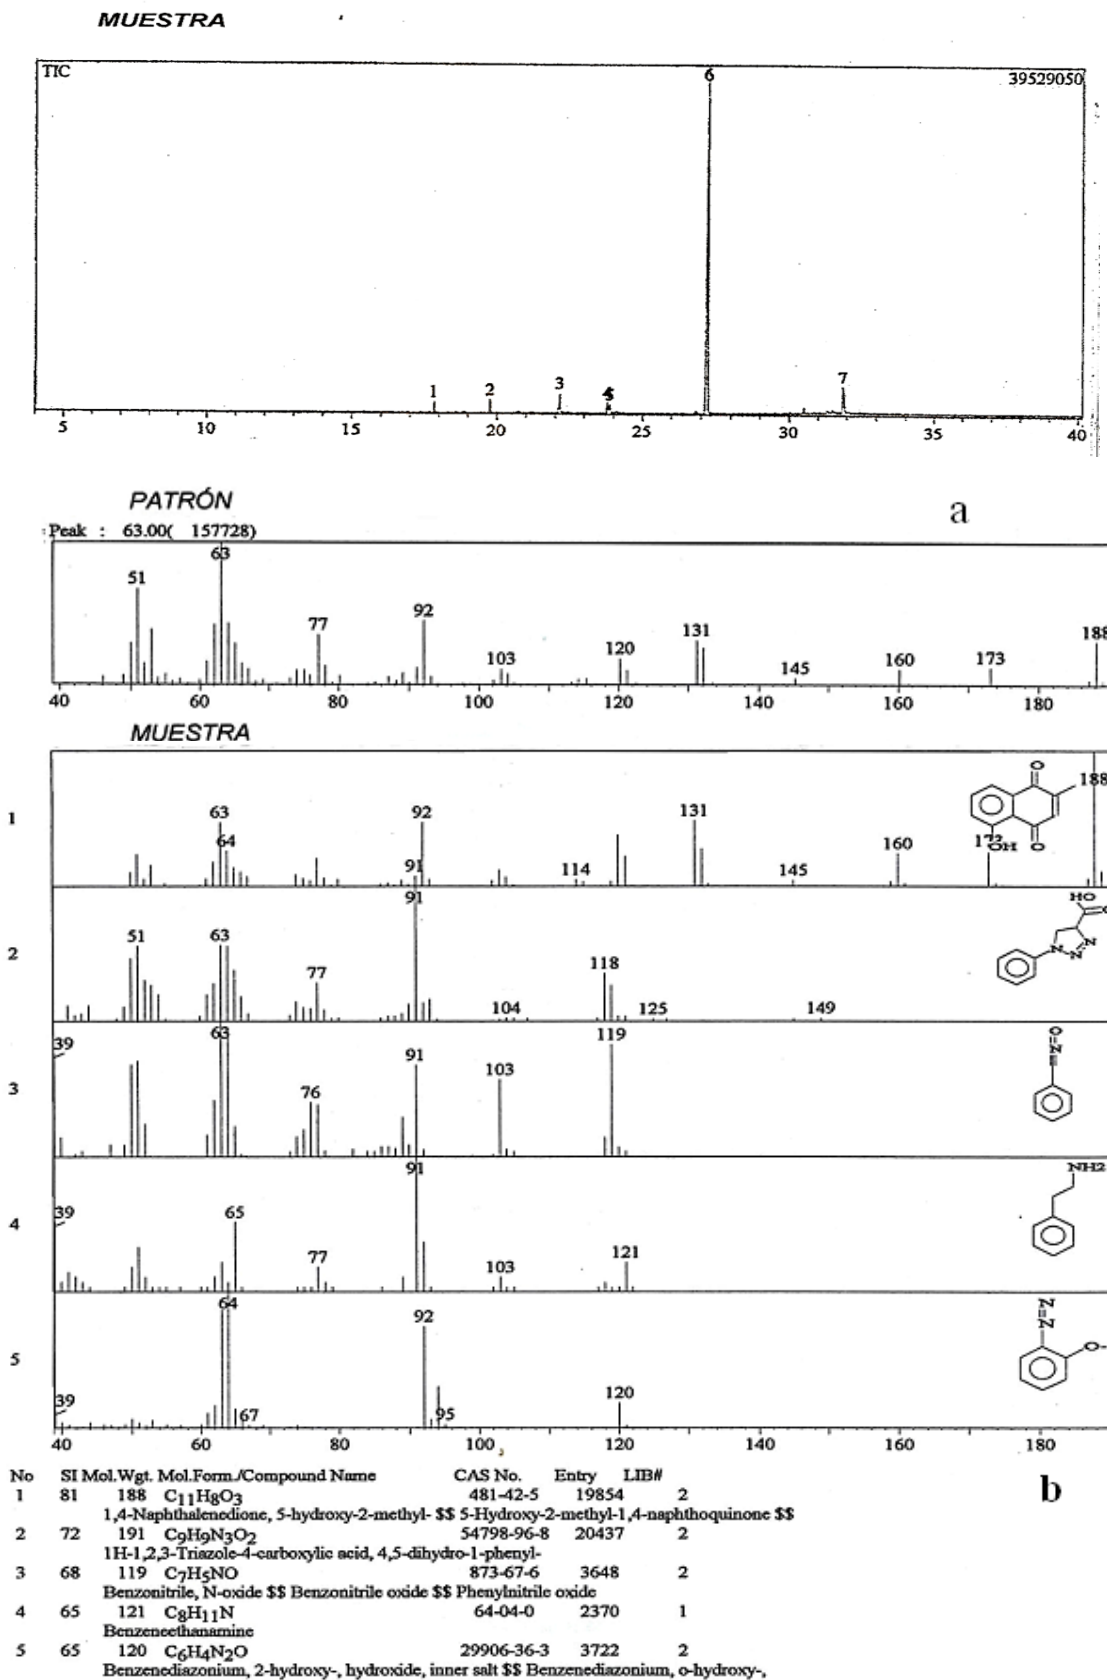 MUESTRA
TIC
39529050
6
1 2 3 4 5 7
5 10 15 20 25 30 35 40
PATRÓN
a
Peak : 63.00( 157728)
51 63 77 92 103 120 131 145 160 173 188
40 60 80 100 120 140 160 180
MUESTRA
1
63 64 91 92 114 131 145 160 173 188
O OH O
2
51 63 77 91 104 118 125 149
HO O N N N
3
39 63 76 91 103 119
O N
4
39 65 77 91 103 121
NH2
5
39 64 67 92 95 120
N N O-
40 60 80 100 120 140 160 180
b
No SI Mol.Wgt. Mol.Form./Compound Name CAS No. Entry LIB#
1 81 188 C11H8O3 481-42-5 19854 2
1,4-Naphthalenedione, 5-hydroxy-2-methyl- $$ 5-Hydroxy-2-methyl-1,4-naphthoquinone $$
2 72 191 C9H9N3O2 54798-96-8 20437 2
1H-1,2,3-Triazole-4-carboxylic acid, 4,5-dihydro-1-phenyl-
3 68 119 C7H5NO 873-67-6 3648 2
Benzonitrile, N-oxide $$ Benzonitrile oxide $$ Phenylnitrile oxide
4 65 121 C8H11N 64-04-0 2370 1
Benzeneethanamine
5 65 120 C6H4N2O 29906-36-3 3722 2
Benzenediazonium, 2-hydroxy-, hydroxide, inner salt $$ Benzenediazonium, o-hydroxy-,